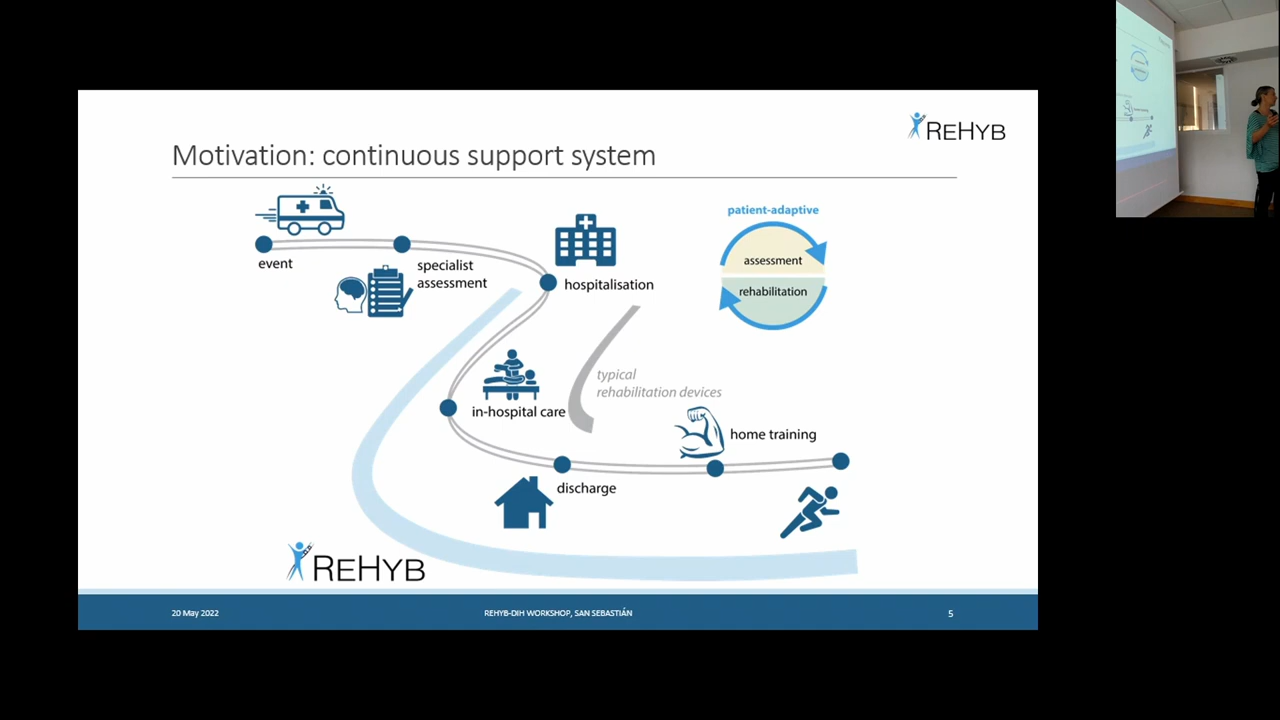 REHYB
Motivation: continuous support system
event
specialist
assessment
hospitalisation
patient-adaptive
assessment
rehabilitation
typical
rehabilitation devices
in-hospital care
home training
discharge
REHYB
20 May 2022
REHYB-DIH WORKSHOP, SAN SEBASTIÁN
5